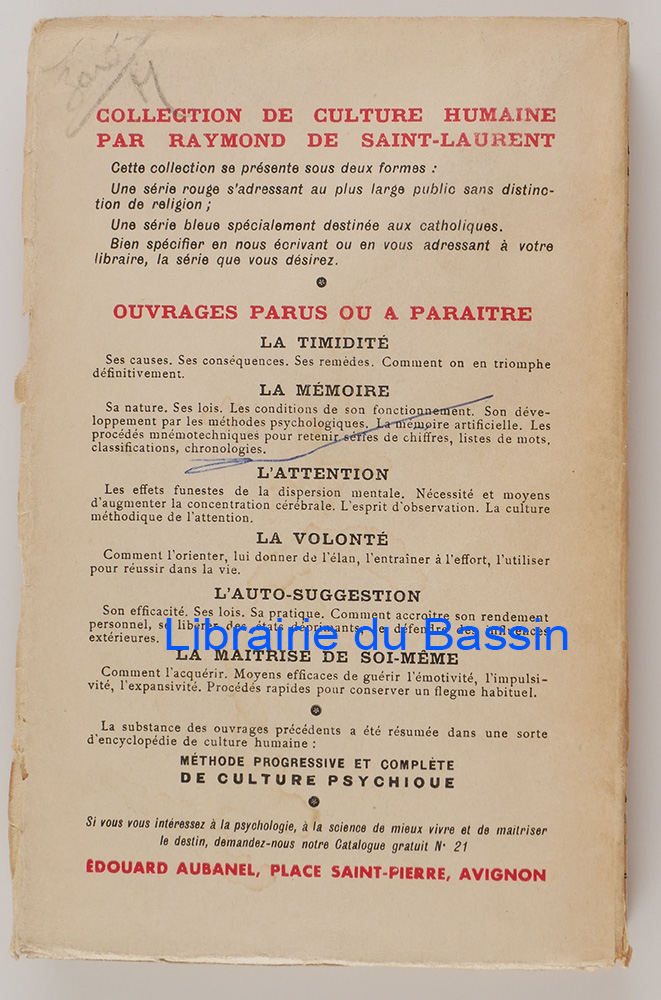 COLLECTION DE CULTURE HUMAINE
PAR RAYMOND DE SAINT-LAURENT
Cette collection se présente sous deux formes :
Une série rouge s'adressant au plus large public sans distinc-
tion de religion ;
Une série bleue spécialement destinée aux catholiques.
Bien spécifier en nous écrivant ou en vous adressant à votre
libraire, la série que vous désirez.
OUVRAGES PARUS OU A PARAITRE
LA TIMIDITÉ
Ses causes. Ses conséquences. Ses remèdes. Comment on en triomphe
définitivement.
LA MÉMOIRE
Sa nature. Ses lois. Les conditions de son fonctionnement. Son déve-
loppement par les méthodes psychologiques. La mémoire artificielle. Les
procédés mnémotechniques pour retenir séries de chiffres, listes de mots,
classifications, chronologies.
L'ATTENTION
Les effets funestes de la dispersion mentale. Nécessité et moyens
d'augmenter la concentration cérébrale. L'esprit d'observation. La culture
méthodique de l'attention.
LA VOLONTÉ
Comment l'orienter, lui donner de l'élan, l'entraîner à l'effort, l'utiliser
pour réussir dans la vie.
L'AUTO-SUGGESTION
Son efficacité. Ses lois. Sa pratique. Comment accroître son rendement
personnel, se libérer des états déprimants, se défendre des influences
extérieures.
Librairie du Bassin
LA MAITRISE DE SOI-MÊME
Comment l'acquérir. Moyens efficaces de guérir l'émotivité, l'impulsi-
vité, l'expansivité. Procédés rapides pour conserver un flegme habituel.
La substance des ouvrages précédents a été résumée dans une sorte
d'encyclopédie de culture humaine :
MÉTHODE PROGRESSIVE ET COMPLÈTE
DE CULTURE PSYCHIQUE
Si vous vous intéressez à la psychologie, à la science de mieux vivre et de maitriser
le destin, demandez-nous notre Catalogue gratuit N° 21
ÉDOUARD AUBANEL, PLACE SAINT-PIERRE, AVIGNON